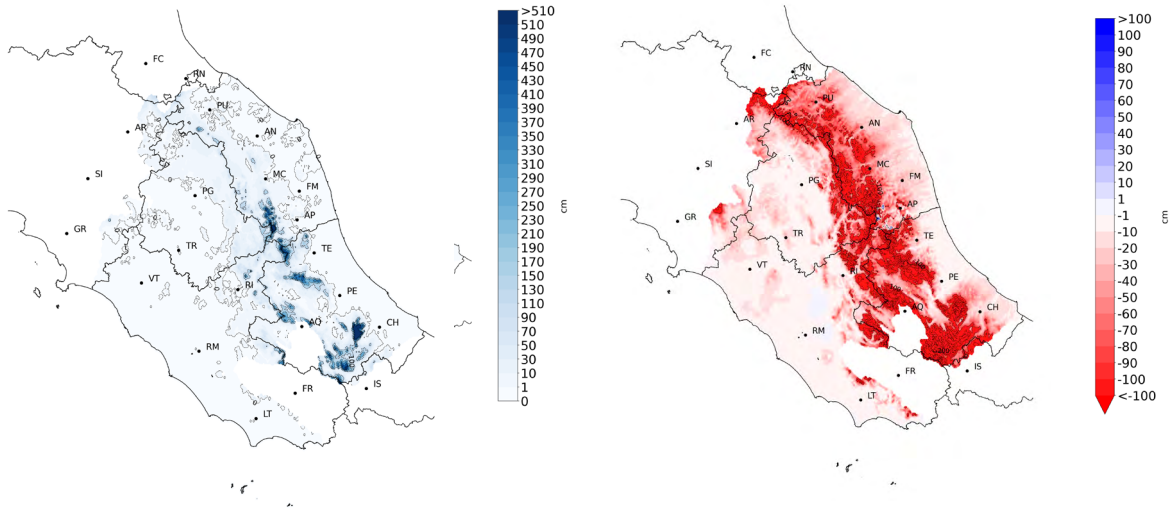 FC
RN
PU
AR
AN
SI
MC
PG
FM
AP
GR
TR
TE
VT
RI
PE
AQ
CH
RM
IS
FR
LT
>510
510
490
470
450
430
410
390
370
350
330
310
290
270
250
230
210
190
170
150
130
110
90
70
50
30
10
1
0
cm
FC
RN
PU
AR
AN
SI
MC
PG
FM
AP
GR
TR
TE
VT
RI
PE
AQ
CH
RM
IS
FR
LT
>100
100
90
80
70
60
50
40
30
20
10
1
-1
-10
-20
-30
-40
-50
-60
-70
-80
-90
-100
<-100
cm